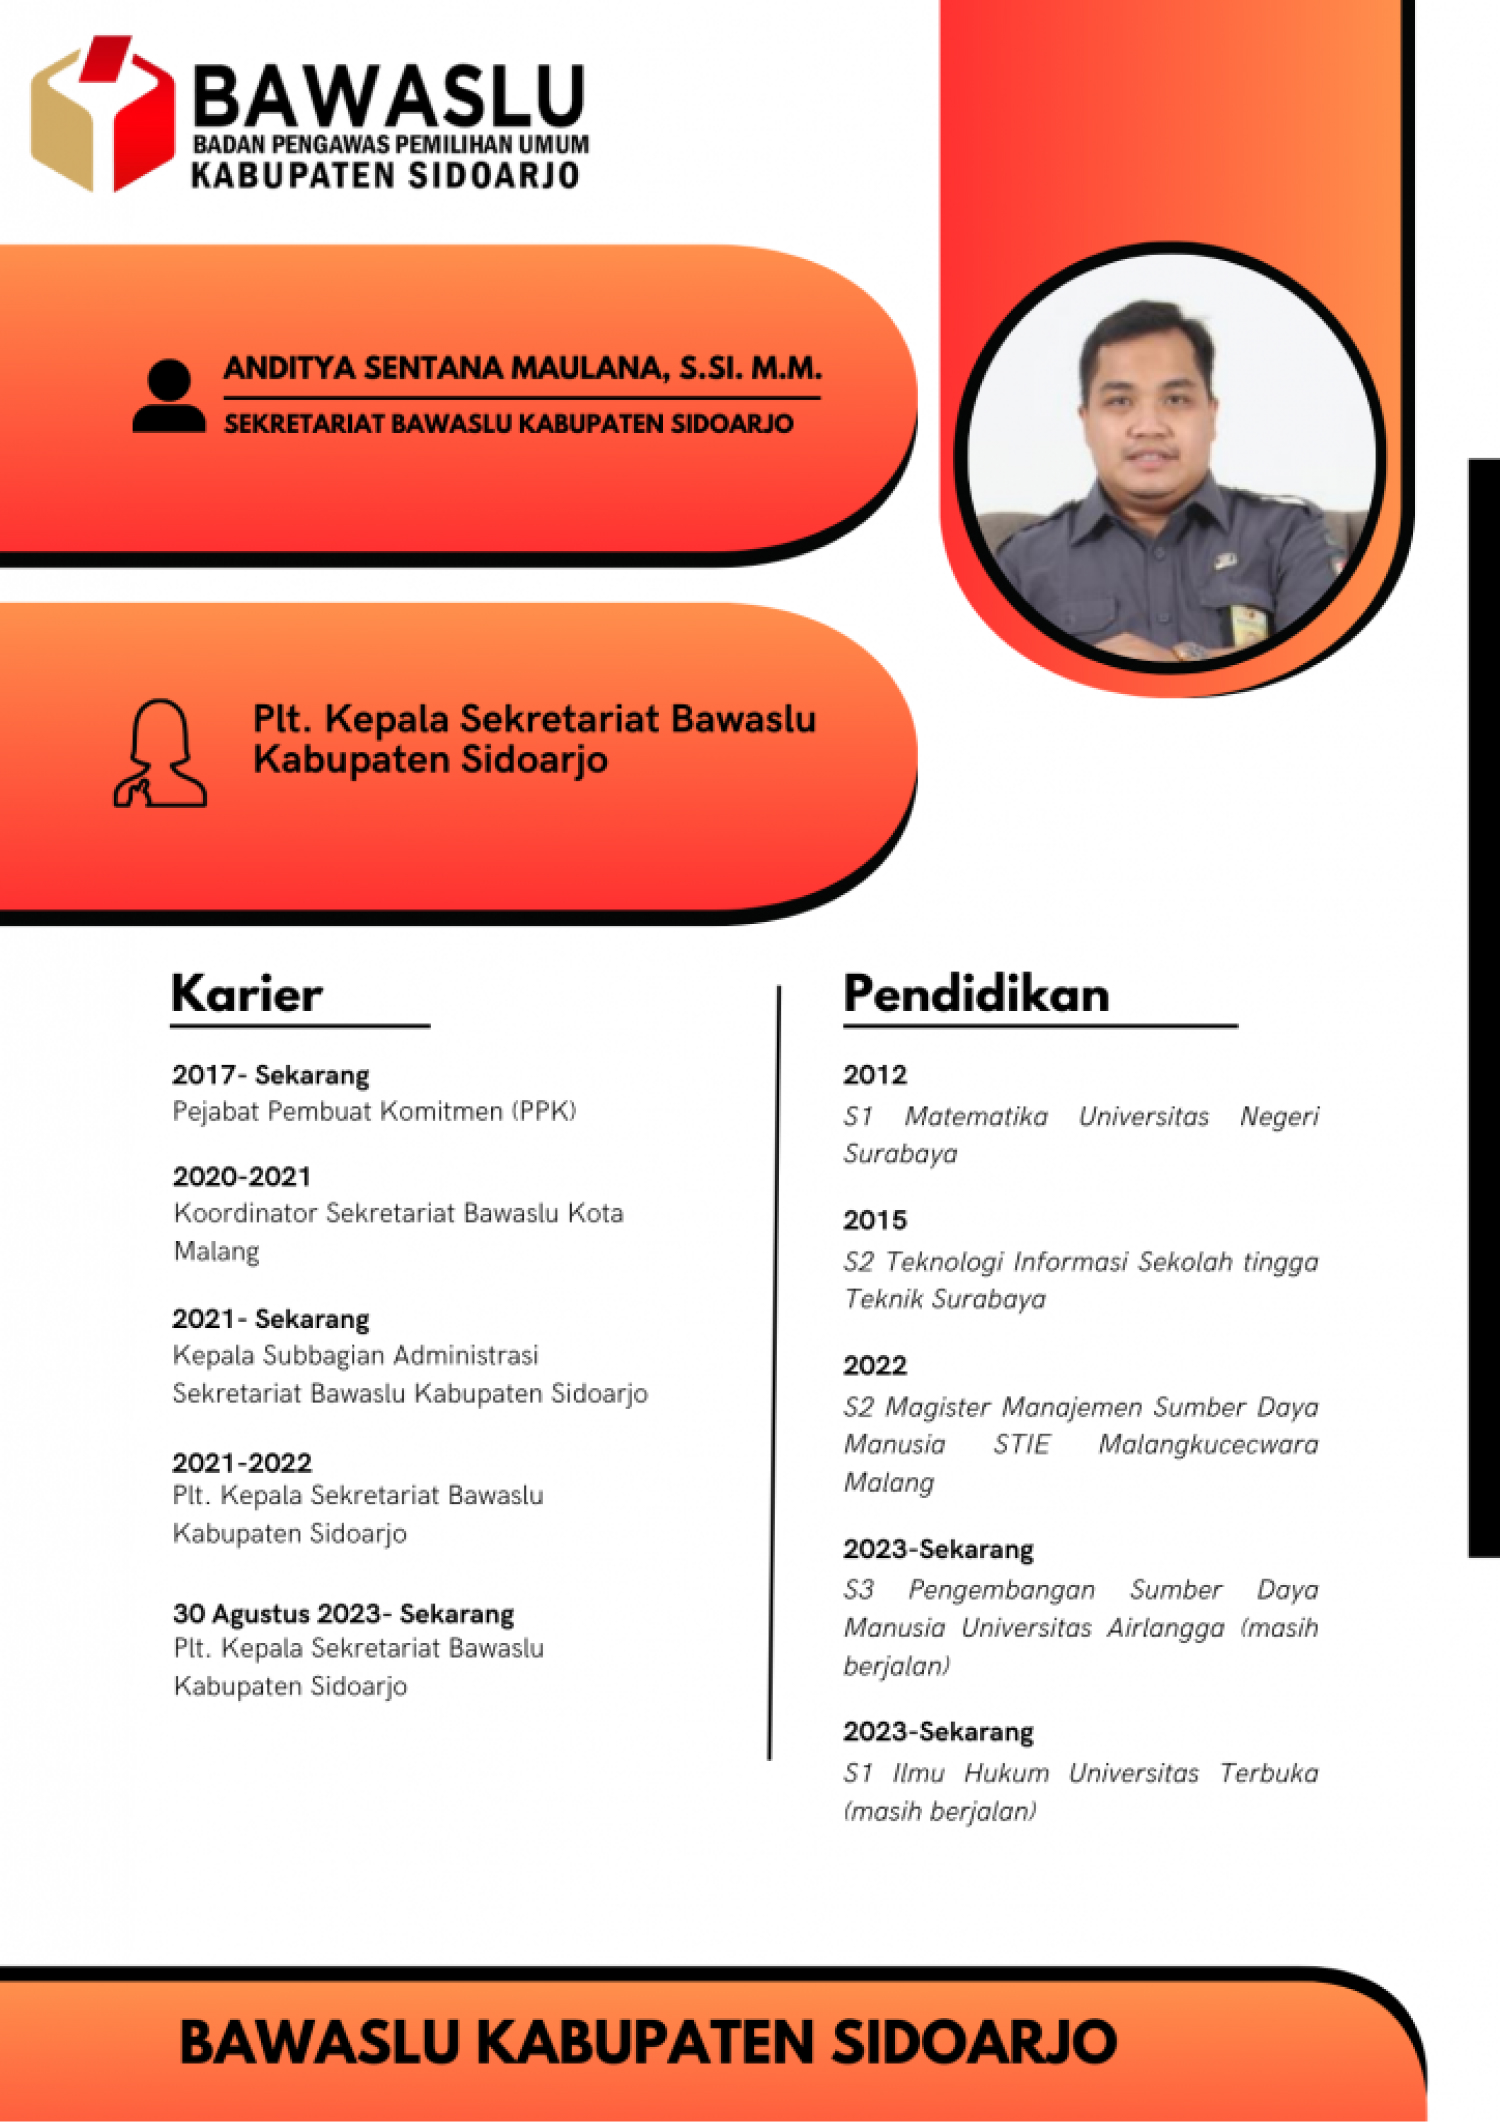 BAWASLU
BADAN PENGAWAS PEMILIHAN UMUM
KABUPATEN SIDOARJO
ANDITYA SENTANA MAULANA, S.SI. M.M.
SEKRETARIAT BAWASLU KABUPATEN SIDOARJO
Plt. Kepala Sekretariat Bawaslu
Kabupaten Sidoarjo
Karier
2017- Sekarang
Pejabat Pembuat Komitmen (PPK)
2020-2021
Koordinator Sekretariat Bawaslu Kota
Malang
2021- Sekarang
Kepala Subbagian Administrasi
Sekretariat Bawaslu Kabupaten Sidoarjo
2021-2022
Plt. Kepala Sekretariat Bawaslu
Kabupaten Sidoarjo
30 Agustus 2023- Sekarang
Plt. Kepala Sekretariat Bawaslu
Kabupaten Sidoarjo
Pendidikan
2012
S1 Matematika Universitas Negeri
Surabaya
2015
S2 Teknologi Informasi Sekolah tingga
Teknik Surabaya
2022
S2 Magister Manajemen Sumber Daya
Manusia STIE Malangkucecwara
Malang
2023-Sekarang
S3 Pengembangan Sumber Daya
Manusia Universitas Airlangga (masih
berjalan)
2023-Sekarang
S1 Ilmu Hukum Universitas Terbuka
(masih berjalan)
BAWASLU KABUPATEN SIDOARJO